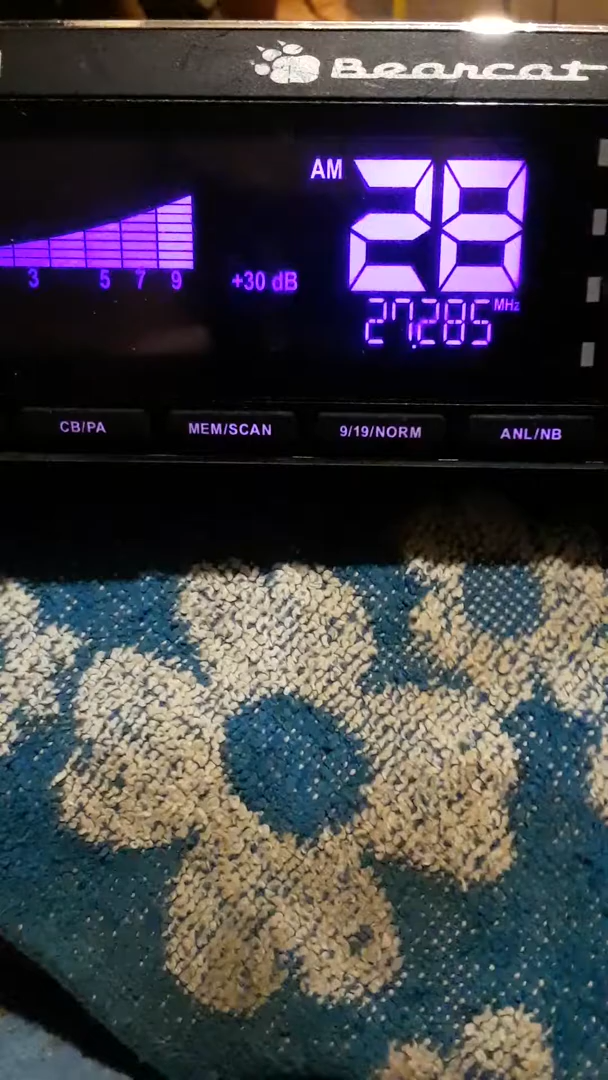 Bearcat
AM 28
3 5 7 9 +30 dB
27.285 MHz
CB/PA MEM/SCAN 9/19/NORM ANL/NB